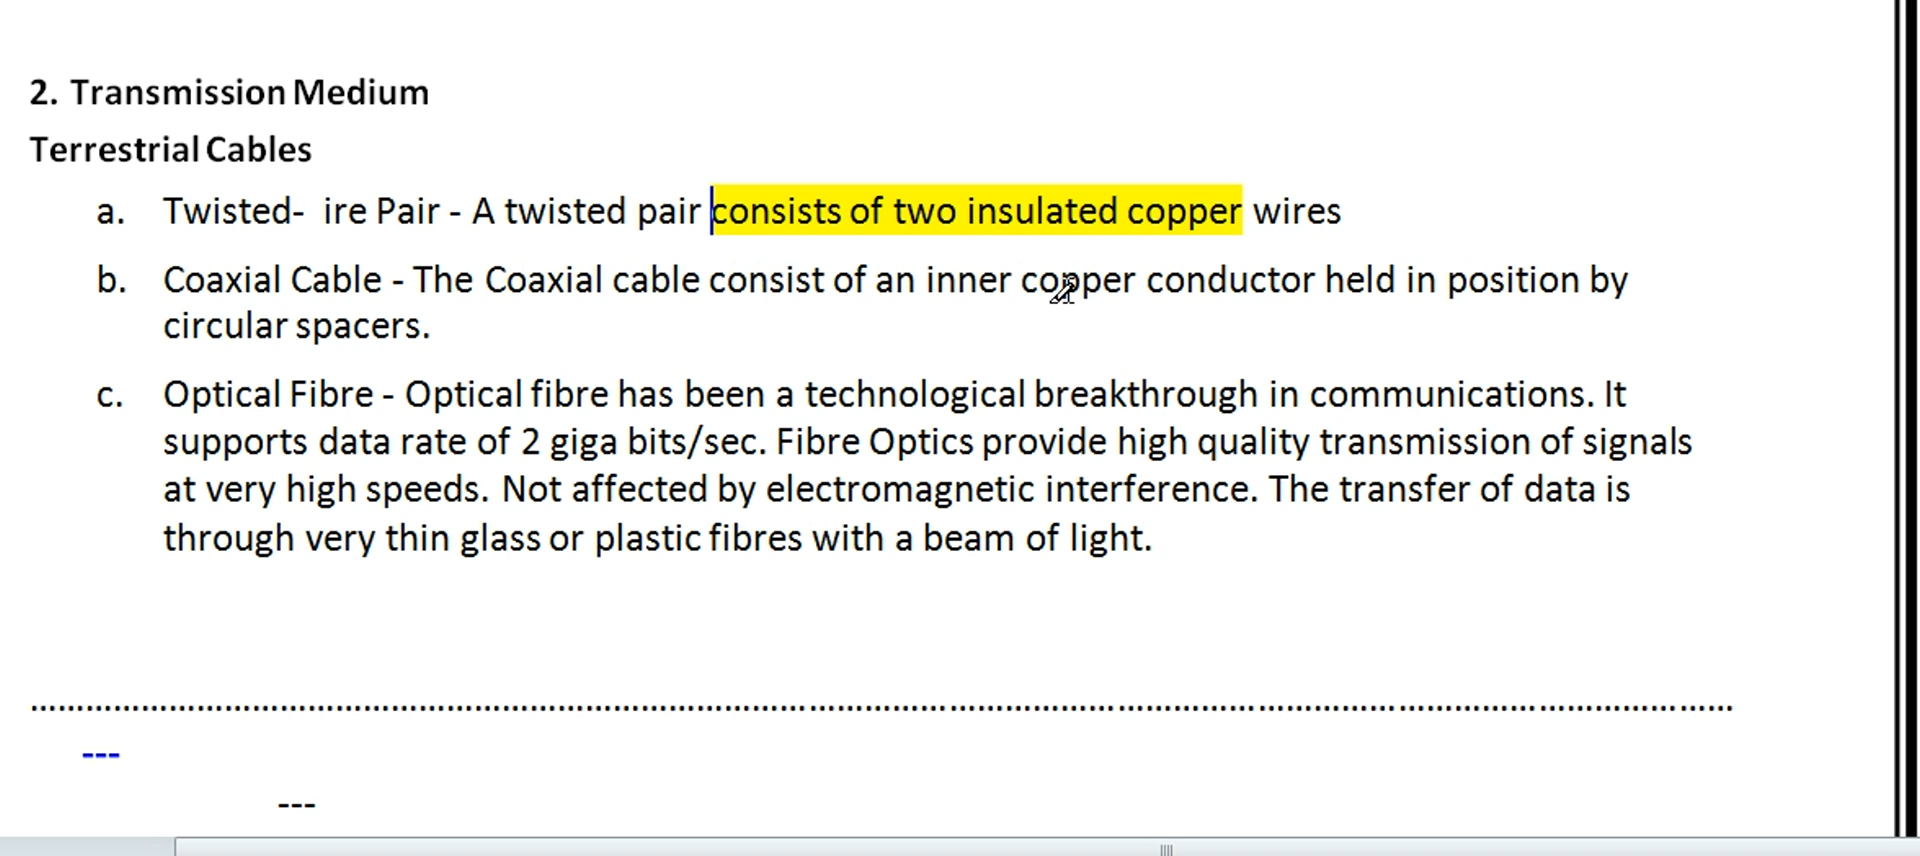 2. Transmission Medium
Terrestrial Cables
a. Twisted- ire Pair - A twisted pair consists of two insulated copper wires
b. Coaxial Cable - The Coaxial cable consist of an inner copper conductor held in position by
circular spacers.
c. Optical Fibre - Optical fibre has been a technological breakthrough in communications. It
supports data rate of 2 giga bits/sec. Fibre Optics provide high quality transmission of signals
at very high speeds. Not affected by electromagnetic interference. The transfer of data is
through very thin glass or plastic fibres with a beam of light.
........................................................................................................................
---
---